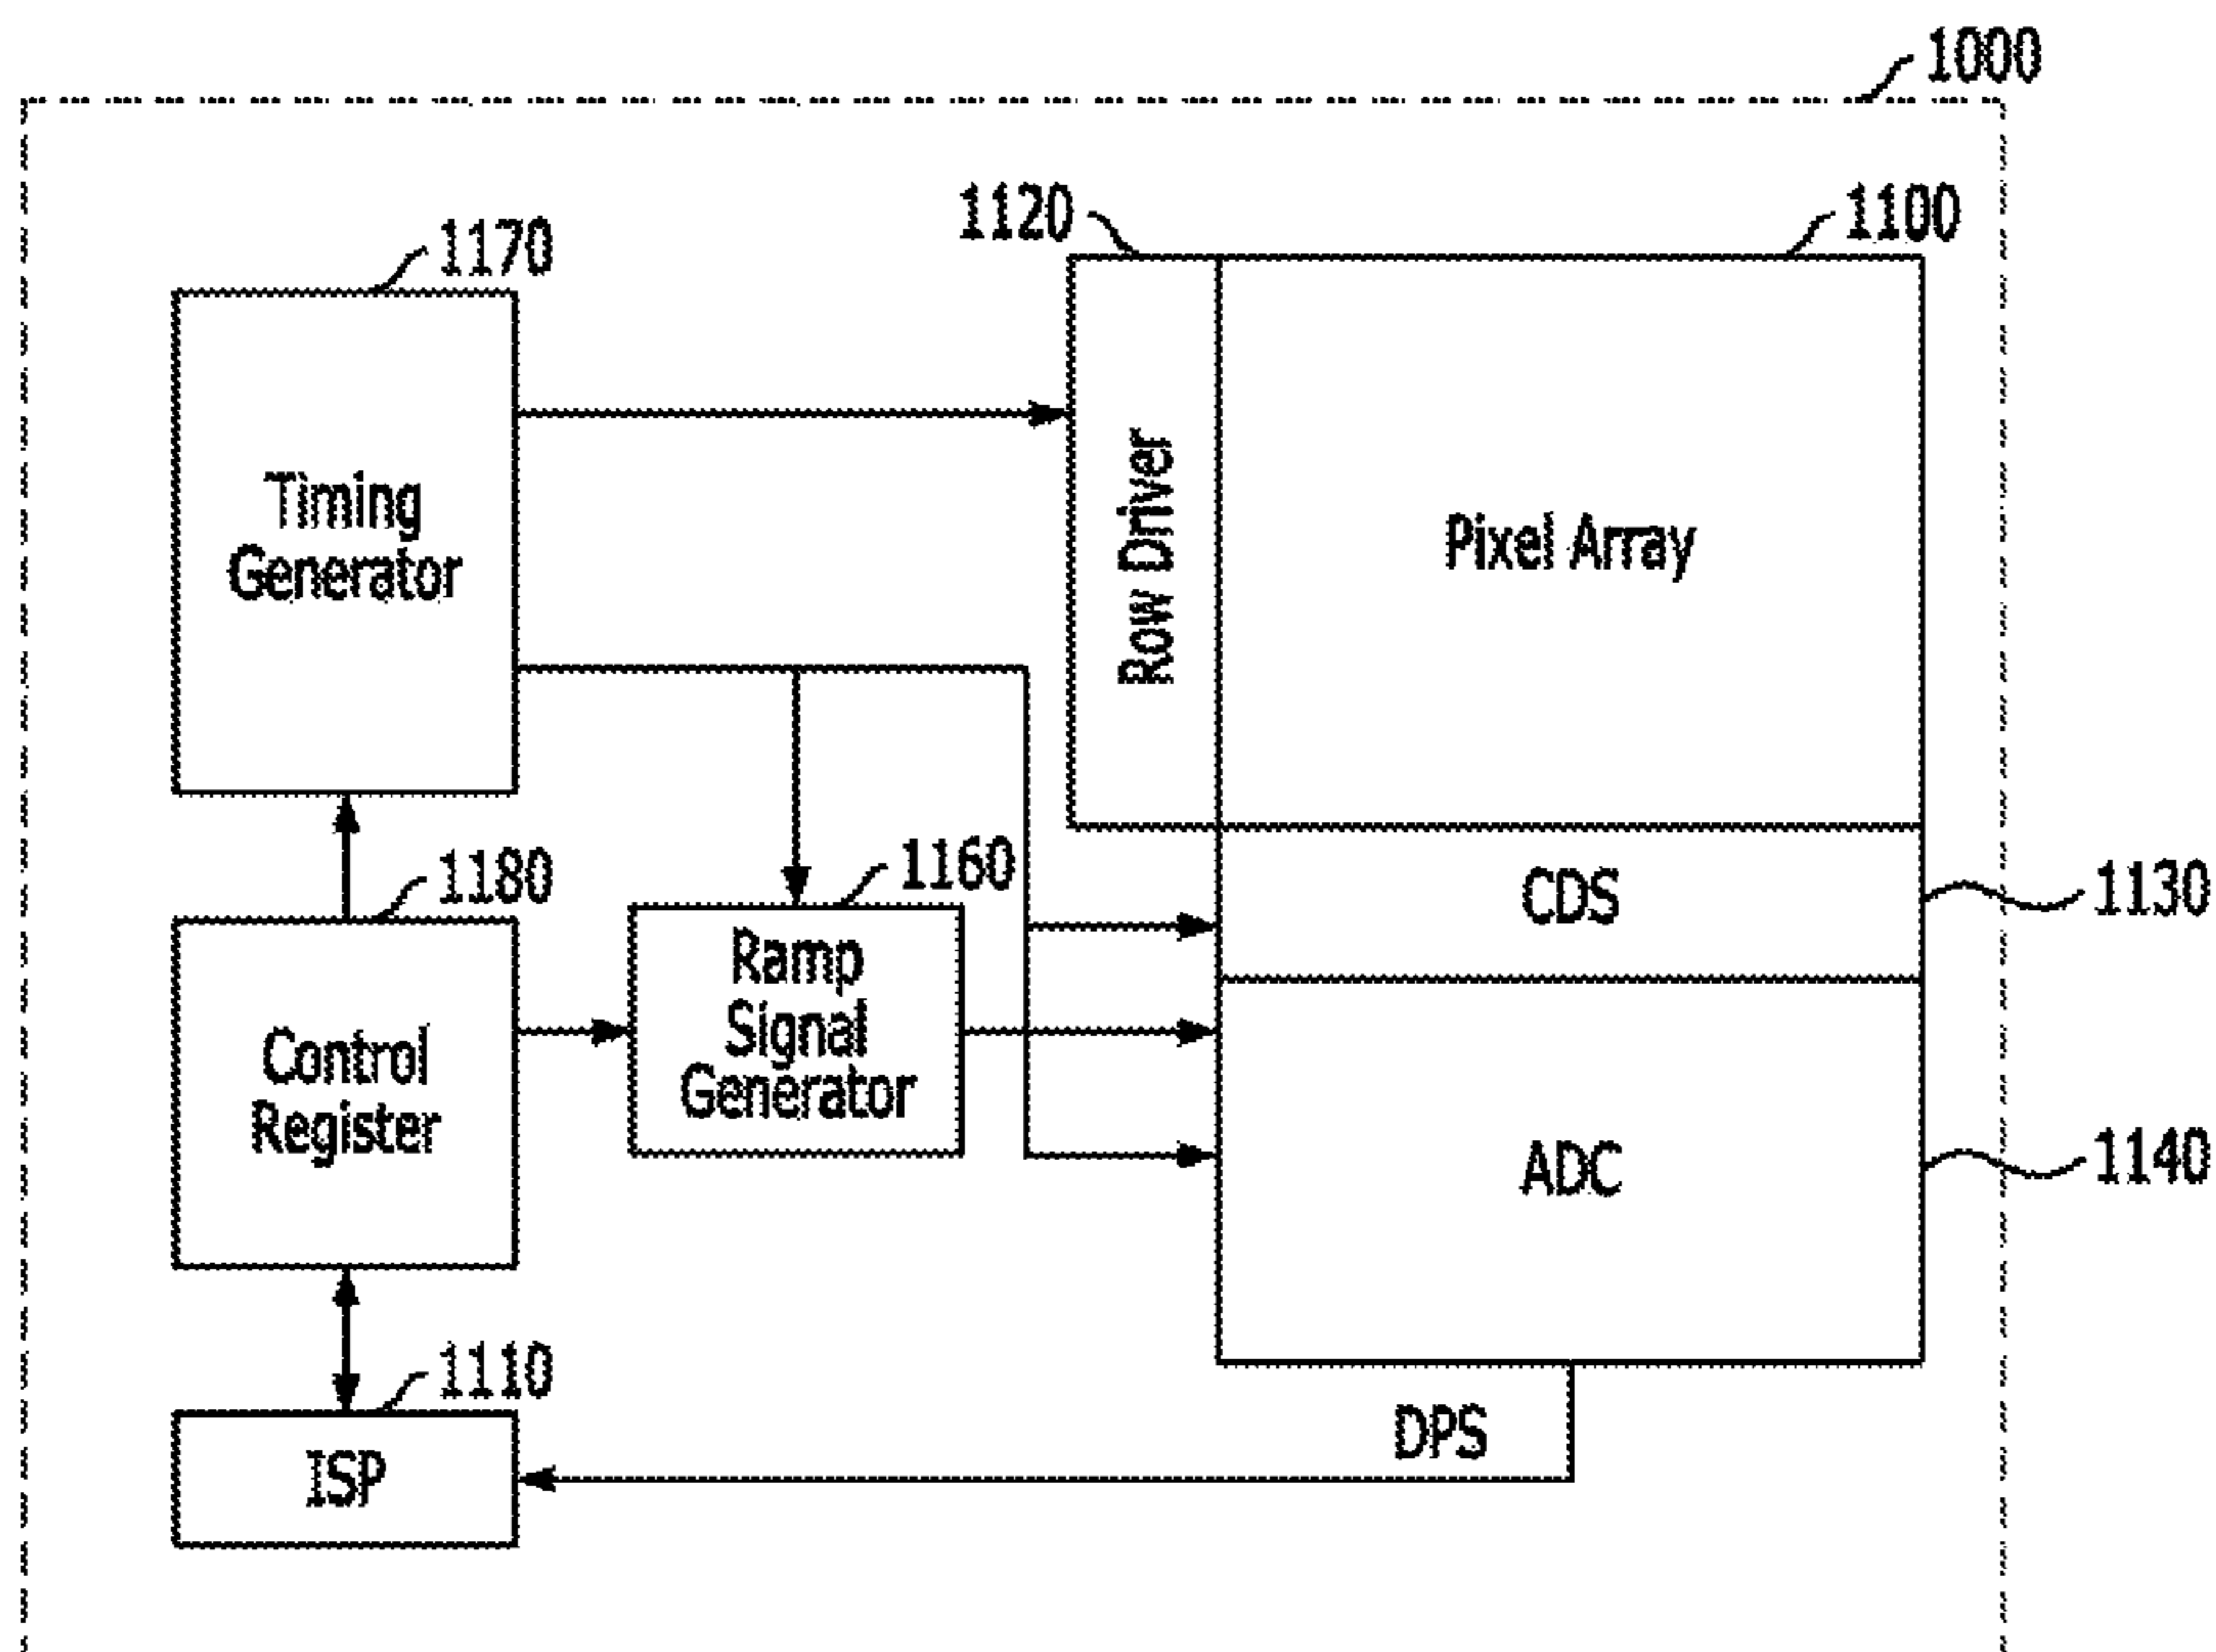 1000
1120
1100
1170
Timing
Generator
Row Driver
Pixel Array
1180
1160
CDS
1130
Control
Register
Ramp
Signal
Generator
ADC
1140
1110
ISP
DPS